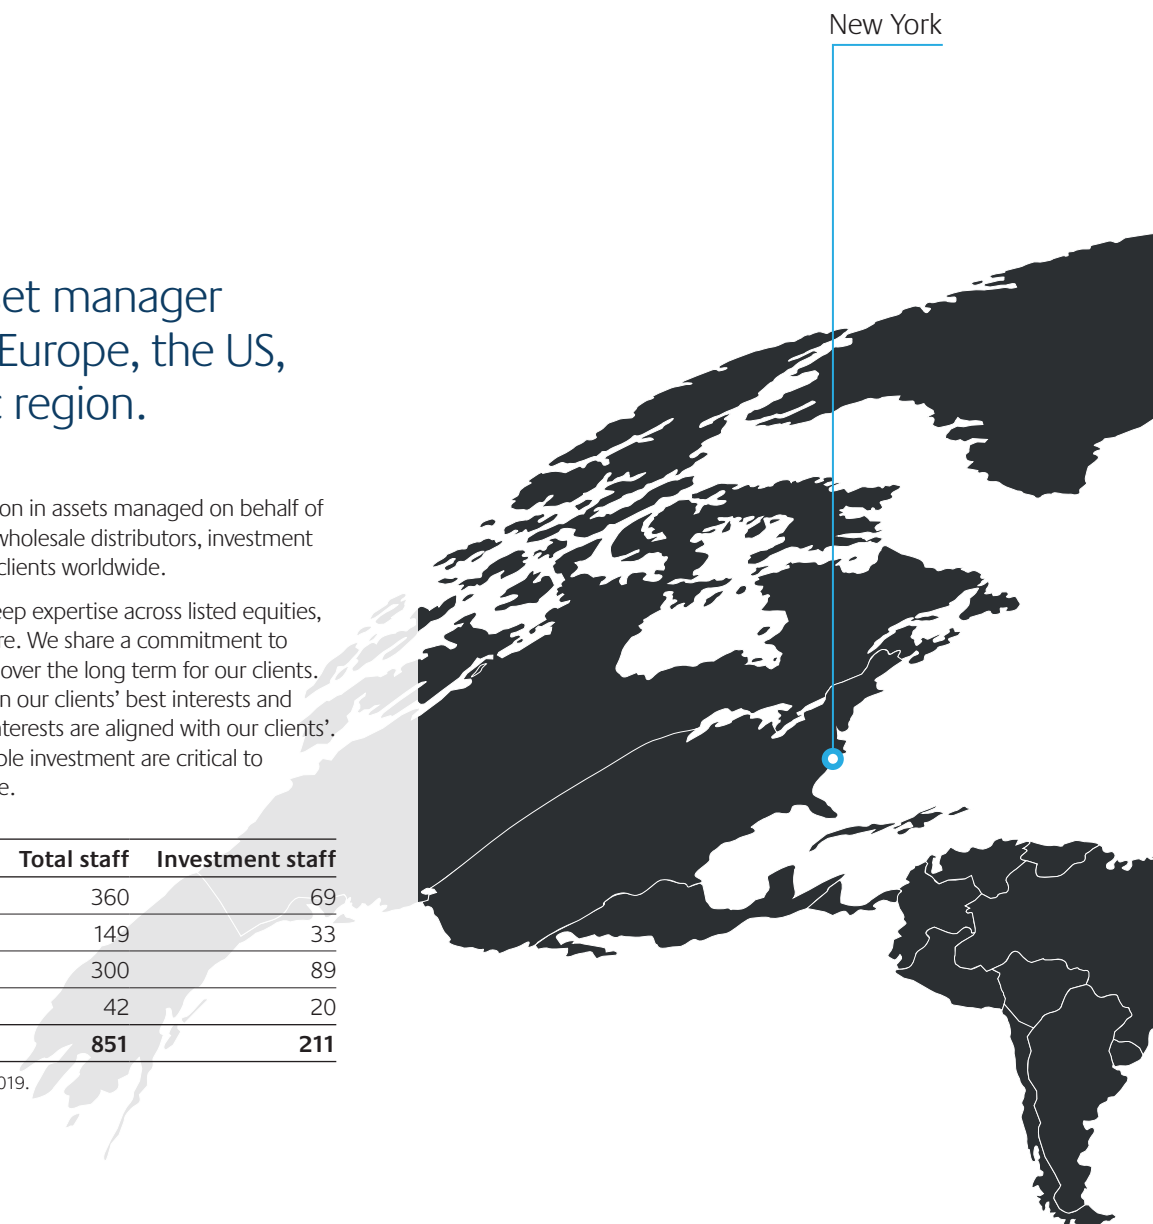 New York
et manager
Europe, the US,
region.
on in assets managed on behalf of
wholesale distributors, investment
clients worldwide.
eep expertise across listed equities,
re. We share a commitment to
over the long term for our clients.
n our clients’ best interests and
nterests are aligned with our clients’.
ble investment are critical to
e.
Total staff Investment staff
360 69
149 33
300 89
42 20
851 211
019.